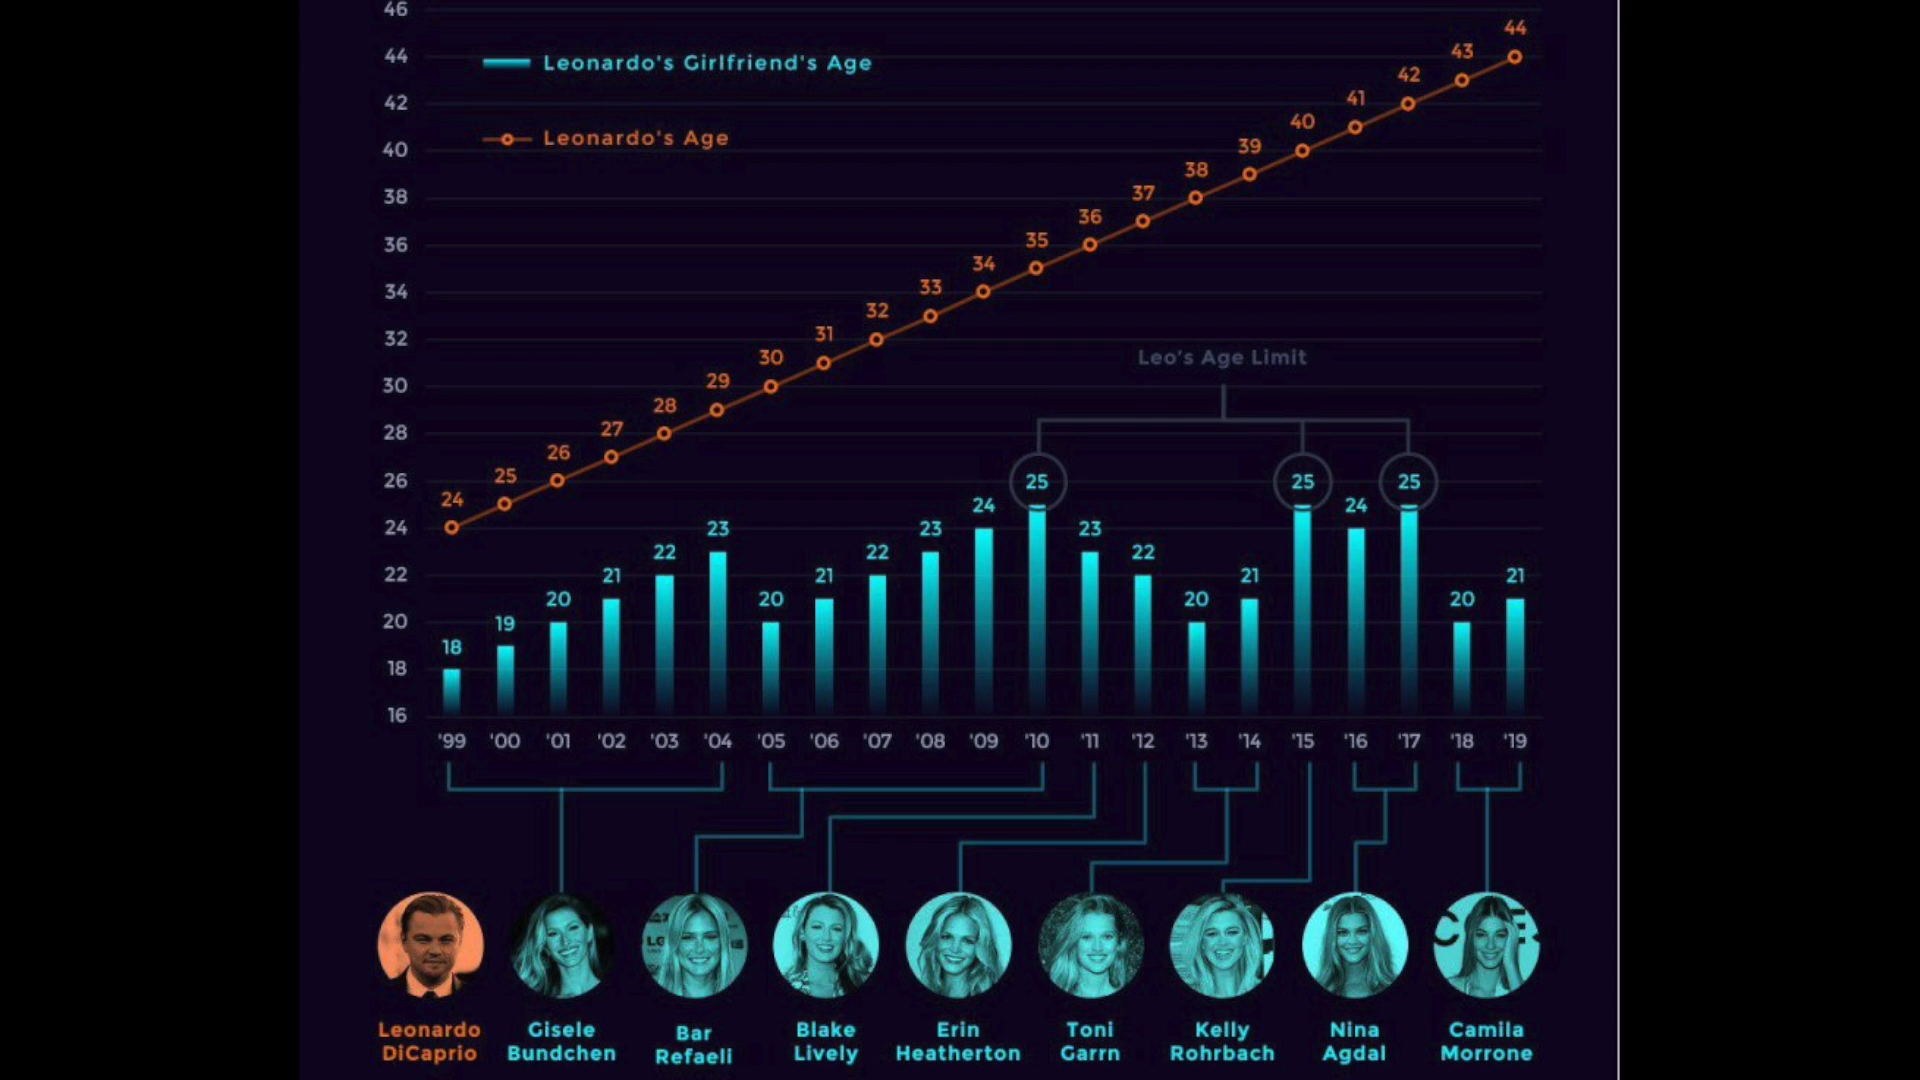 46
44
42
40
38
36
34
32
30
28
26
24
22
20
18
16
Leonardo's Girlfriend's Age
Leonardo's Age
24 25 26 27 28 29 30 31 32 33 34 35 36 37 38 39 40 41 42 43 44
Leo's Age Limit
18 19 20 21 22 23 20 21 22 23 24 25 23 22 20 21 25 24 25 20 21
'99 '00 '01 '02 '03 '04 '05 '06 '07 '08 '09 '10 '11 '12 '13 '14 '15 '16 '17 '18 '19
Leonardo
DiCaprio
Gisele
Bundchen
Bar
Refaeli
Blake
Lively
Erin
Heatherton
Toni
Garrn
Kelly
Rohrbach
Nina
Agdal
Camila
Morrone